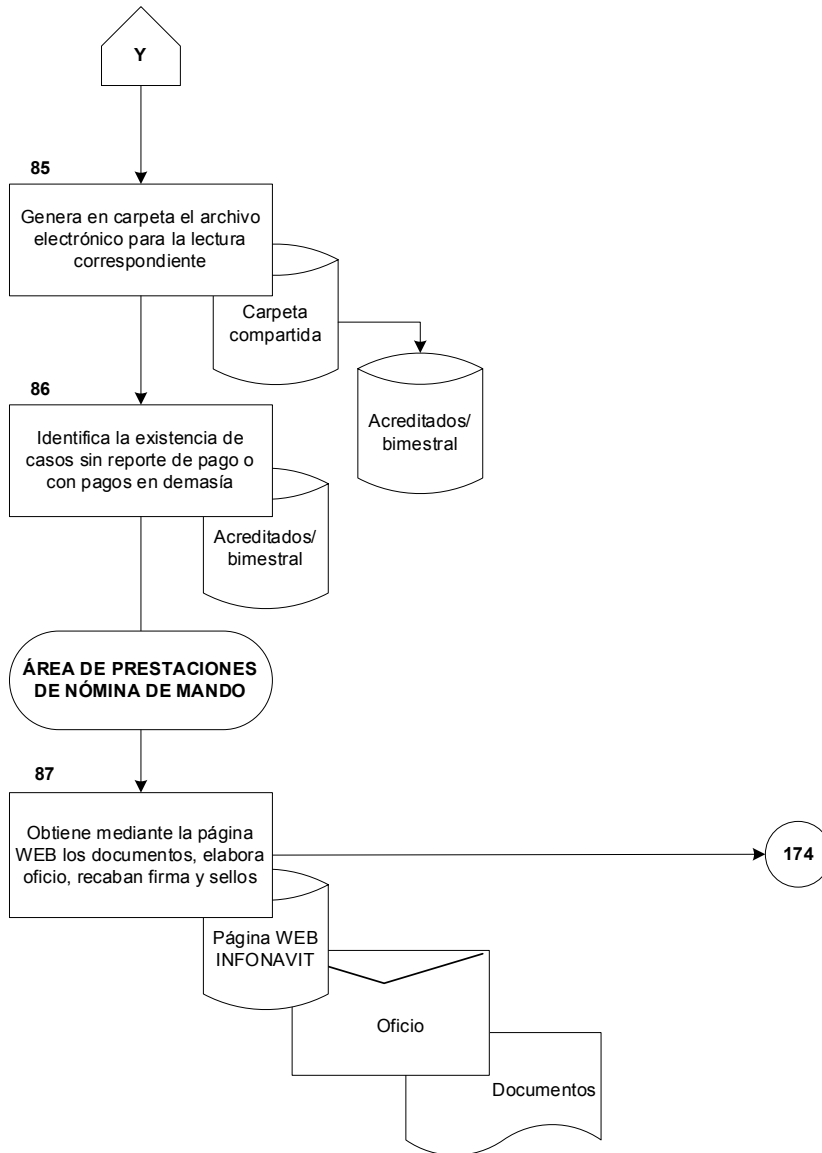 Y
85
Genera en carpeta el archivo
electrónico para la lectura
correspondiente
Carpeta
compartida
Acreditados/
bimestral
86
Identifica la existencia de
casos sin reporte de pago o
con pagos en demasía
Acreditados/
bimestral
ÁREA DE PRESTACIONES
DE NÓMINA DE MANDO
87
Obtiene mediante la página
WEB los documentos, elabora
oficio, recaban firma y sellos
174
Página WEB
INFONAVIT
Oficio
Documentos